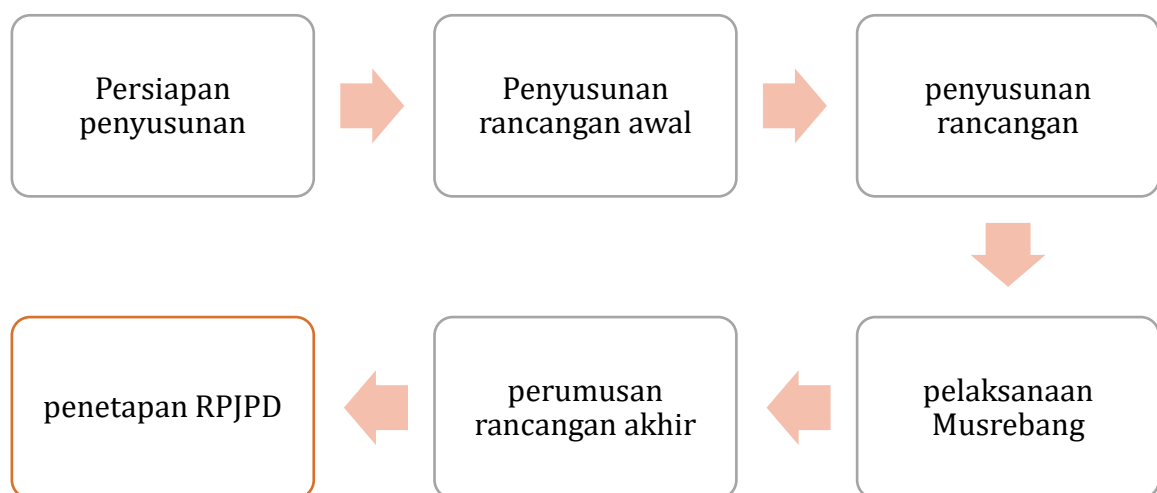 Persiapan
penyusunan
Penyusunan
rancangan awal
penyusunan
rancangan
pelaksanaan
Musrebang
perumusan
rancangan akhir
penetapan RPJPD